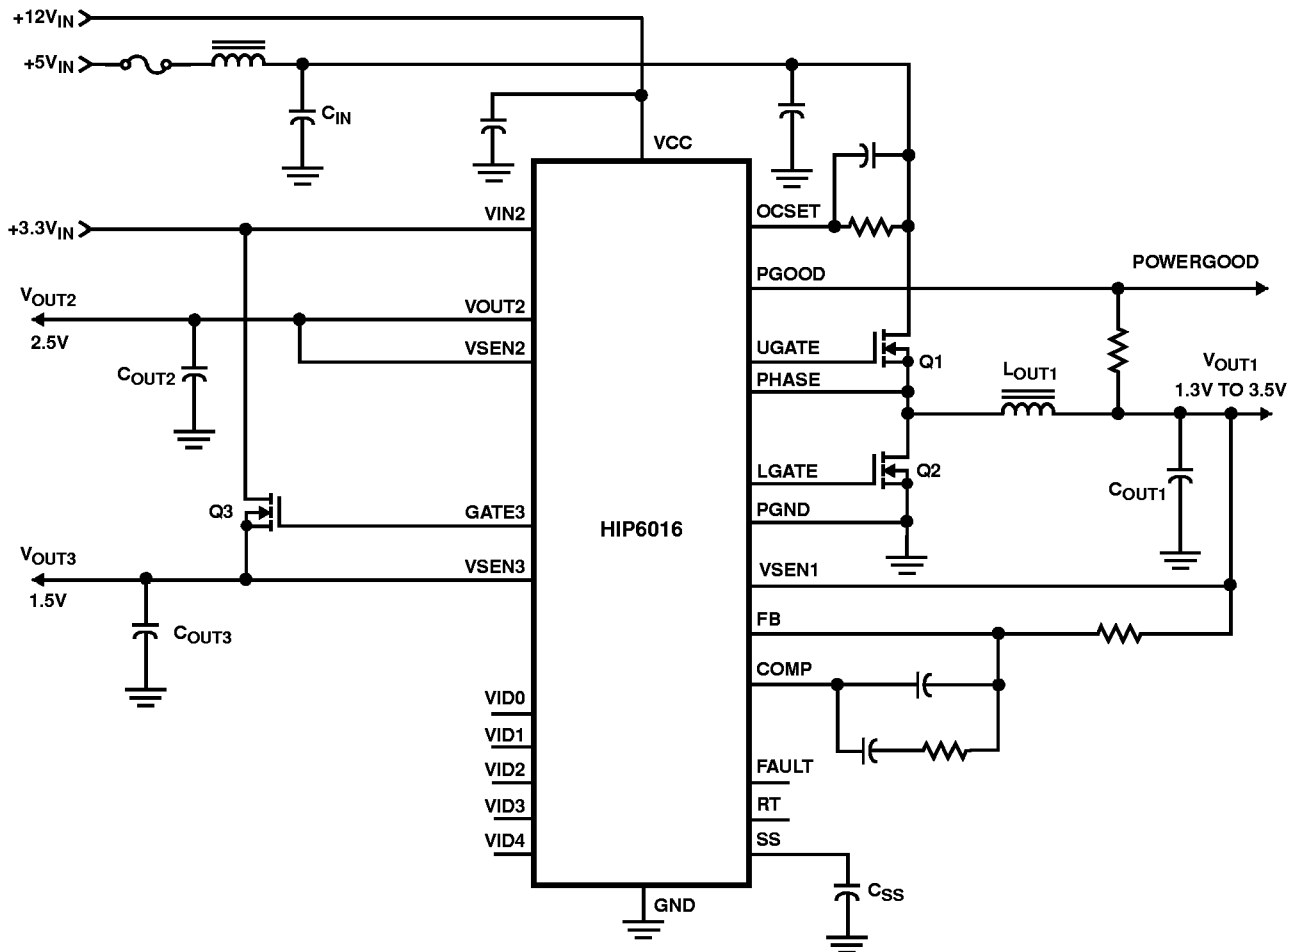 +12VIN
+5VIN
CIN
VCC
+3.3VIN
VIN2
OCSET
PGOOD
POWERGOOD
VOUT2
2.5V
VOUT2
VSEN2
COUT2
UGATE
Q1
PHASE
LOUT1
VOUT1
1.3V TO 3.5V
LGATE
Q2
COUT1
Q3
GATE3
PGND
HIP6016
VOUT3
1.5V
VSEN3
VSEN1
COUT3
FB
COMP
VID0
VID1
VID2
VID3
VID4
FAULT
RT
SS
CSS
GND